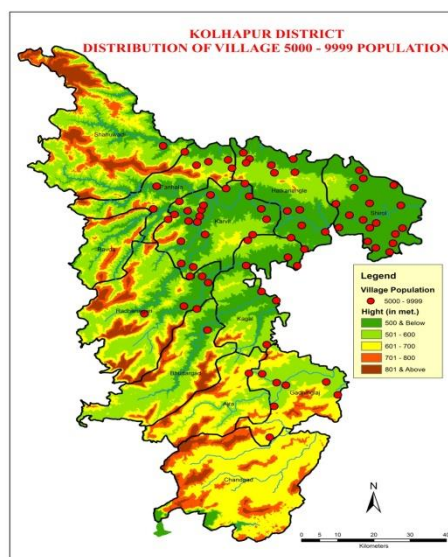 KOLHAPUR DISTRICT
DISTRIBUTION OF VILLAGE 5000 - 9999 POPULATION
Shahuwadi
Panhala
Hatkanangle
Shirol
Karvir
Radhanagari
Kagal
Bhudargad
Gadhinglaj
Ajra
Chandgad
Legend
Village Population
5000 - 9999
Hight (in met.)
500 & Below
501 - 600
601 - 700
701 - 800
801 & Above
N
0 5 10 20 30 40
Kilometers